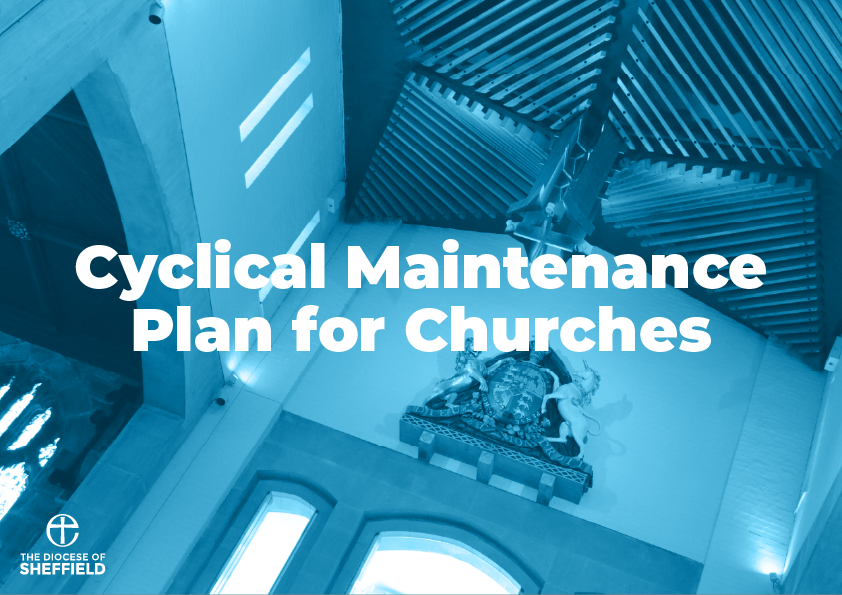 Cyclical Maintenance
Plan for Churches
THE DIOCESE OF
SHEFFIELD